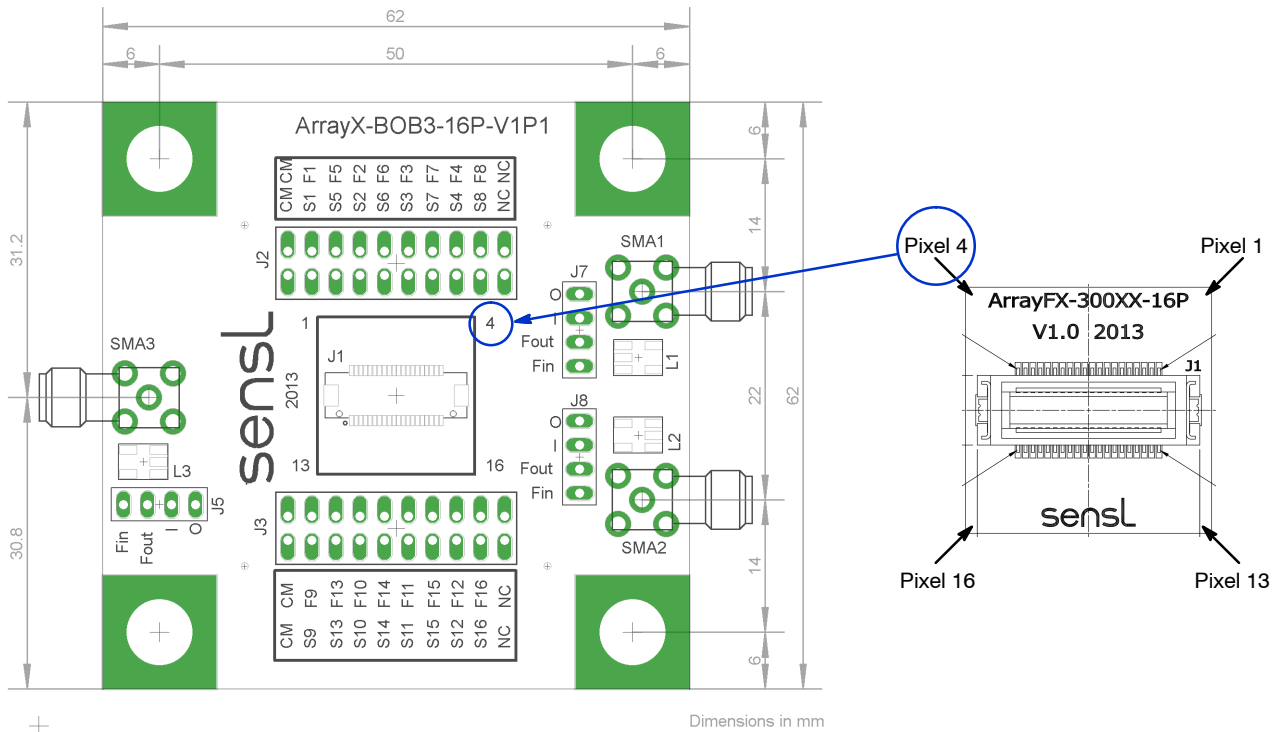 62
6
50
6
ArrayX-BOB3-16P-V1P1
CM CM
S1 F1
S5 F5
S2 F2
S6 F6
S3 F3
S7 F7
S4 F4
S8 F8
NC NC
J2
1
4
J1
13
16
sensL
2013
SMA1
J7
O
I
Fout
Fin
L1
J8
O
I
Fout
Fin
L2
SMA2
SMA3
L3
J5
Fin
Fout
I
O
J3
CM CM
S9 F9
S13 F13
S10 F10
S14 F14
S11 F11
S15 F15
S12 F12
S16 F16
NC NC
31.2
30.8
6
14
22
62
14
6
Dimensions in mm
Pixel 4
Pixel 1
ArrayFX-300XX-16P
V1.0 2013
J1
sensL
Pixel 16
Pixel 13